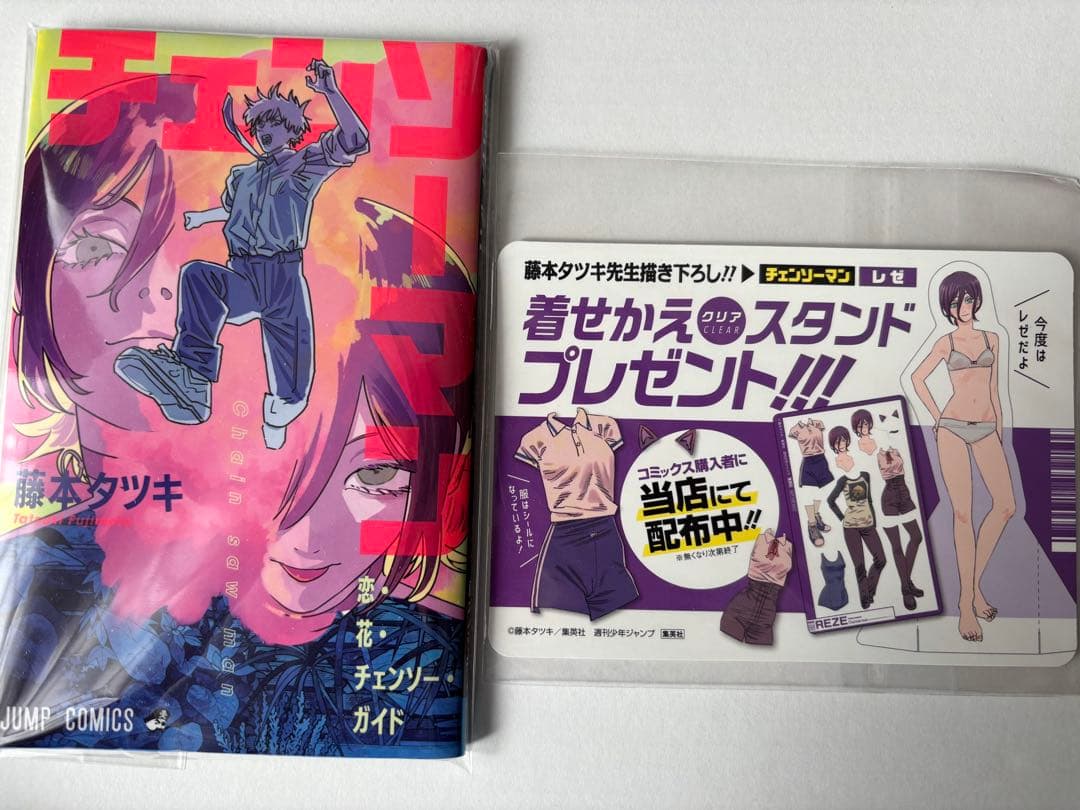 チェンソーマン
藤本タツキ
Tatsuki Fujimoto
Chainsaw man
恋・
花・
チェンソー・
ガイド
JUMP COMICS
藤本タツキ先生描き下ろし!!▶チェンソーマン レゼ
着せかえクリアスタンド
CLEAR
プレゼント!!!
今度は
レゼだよ
服はシールに
なっているよ!
コミックス購入者に
当店にて
配布中!!
※無くなり次第終了
REZE
©藤本タツキ/集英社 週刊少年ジャンプ 集英社